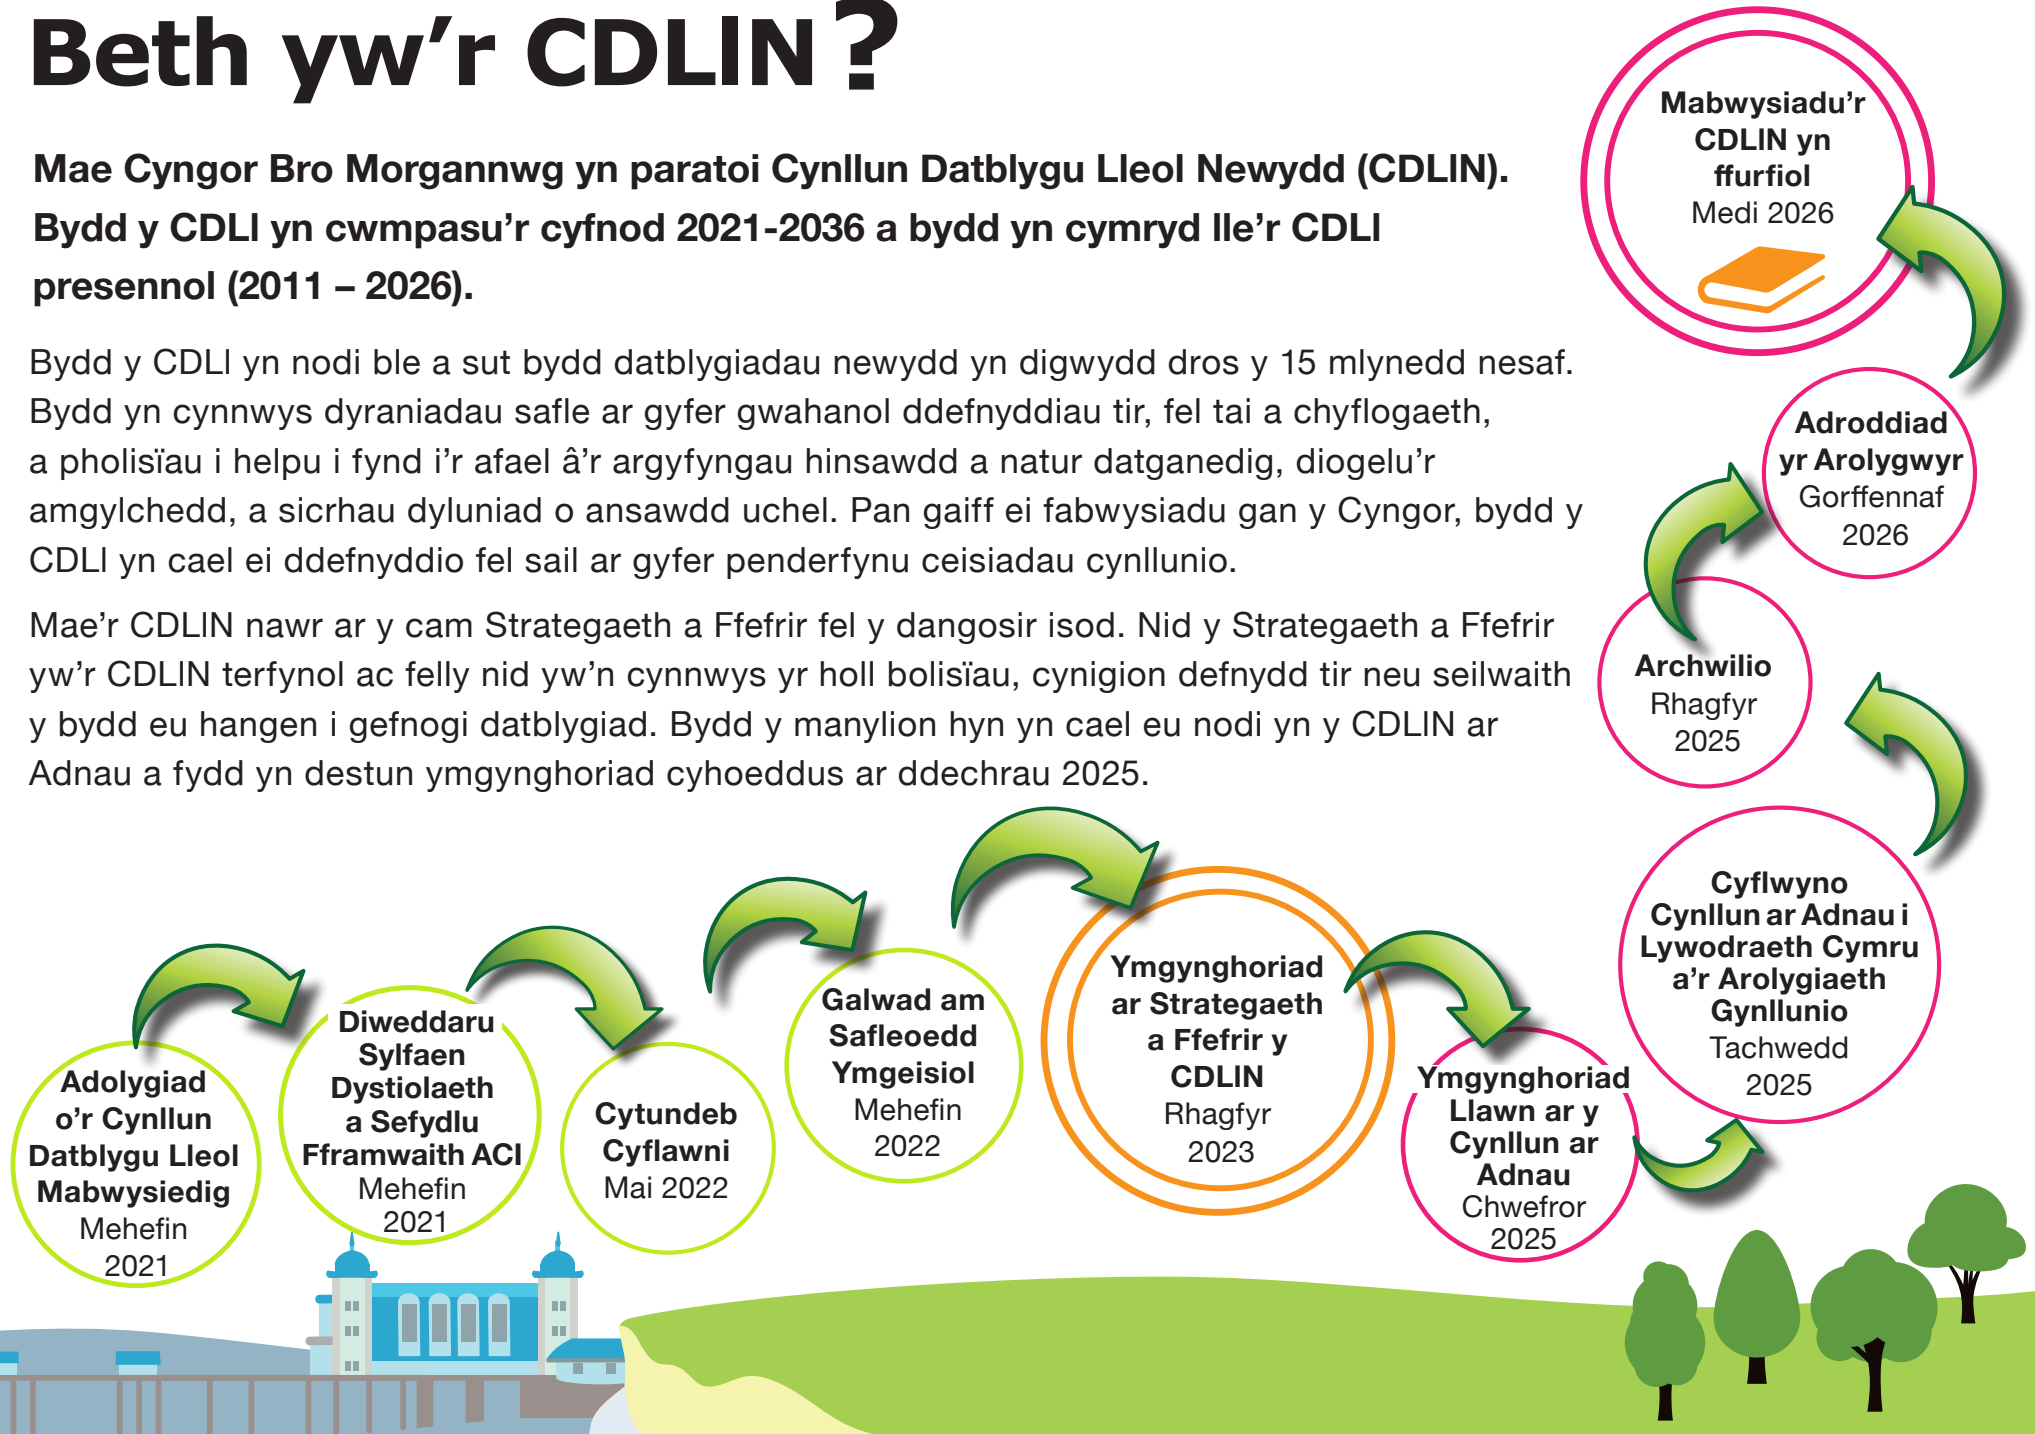 Beth yw’r CDLlN?
Mae Cyngor Bro Morgannwg yn paratoi Cynllun Datblygu Lleol Newydd (CDLlN).
Bydd y CDLl yn cwmpasu’r cyfnod 2021-2036 a bydd yn cymryd lle’r CDLl
presennol (2011 – 2026).
Bydd y CDLl yn nodi ble a sut bydd datblygiadau newydd yn digwydd dros y 15 mlynedd nesaf.
Bydd yn cynnwys dyraniadau safle ar gyfer gwahanol ddefnyddiau tir, fel tai a chyflogaeth,
a pholisïau i helpu i fynd i’r afael â’r argyfyngau hinsawdd a natur datganedig, diogelu’r
amgylchedd, a sicrhau dyluniad o ansawdd uchel. Pan gaiff ei fabwysiadu gan y Cyngor, bydd y
CDLl yn cael ei ddefnyddio fel sail ar gyfer penderfynu ceisiadau cynllunio.
Mae’r CDLlN nawr ar y cam Strategaeth a Ffefrir fel y dangosir isod. Nid y Strategaeth a Ffefrir
yw’r CDLlN terfynol ac felly nid yw’n cynnwys yr holl bolisïau, cynigion defnydd tir neu seilwaith
y bydd eu hangen i gefnogi datblygiad. Bydd y manylion hyn yn cael eu nodi yn y CDLlN ar
Adnau a fydd yn destun ymgynghoriad cyhoeddus ar ddechrau 2025.
Adolygiad
o’r Cynllun
Datblygu Lleol
Mabwysiedig
Mehefin
2021
Diweddaru
Sylfaen
Dystiolaeth
a Sefydlu
Fframwaith ACI
Mehefin
2021
Cytundeb
Cyflawni
Mai 2022
Galwad am
Safleoedd
Ymgeisiol
Mehefin
2022
Ymgynghoriad
ar Strategaeth
a Ffefrir y
CDLlN
Rhagfyr
2023
Ymgynghoriad
Llawn ar y
Cynllun ar
Adnau
Chwefror
2025
Cyflwyno
Cynllun ar Adnau i
Lywodraeth Cymru
a’r Arolygiaeth
Gynllunio
Tachwedd
2025
Archwilio
Rhagfyr
2025
Adroddiad
yr Arolygwyr
Gorffennaf
2026
Mabwysiadu’r
CDLlN yn
ffurfiol
Medi 2026